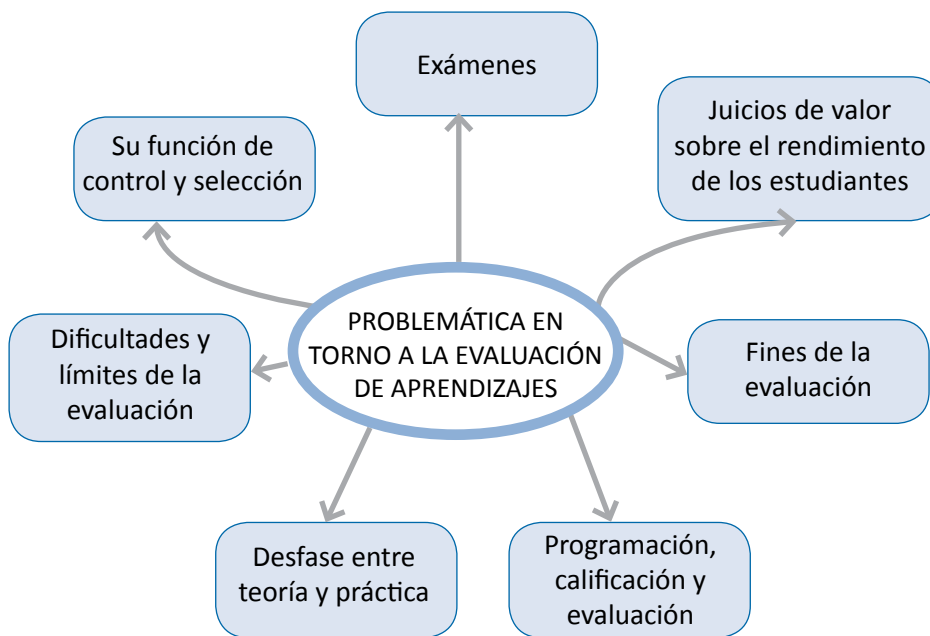 Exámenes
Juicios de valor
sobre el rendimiento
de los estudiantes
Su función de
control y selección
PROBLEMÁTICA EN
TORNO A LA EVALUACIÓN
DE APRENDIZAJES
Dificultades y
límites de la
evaluación
Fines de la
evaluación
Desfase entre
teoría y práctica
Programación,
calificación y
evaluación